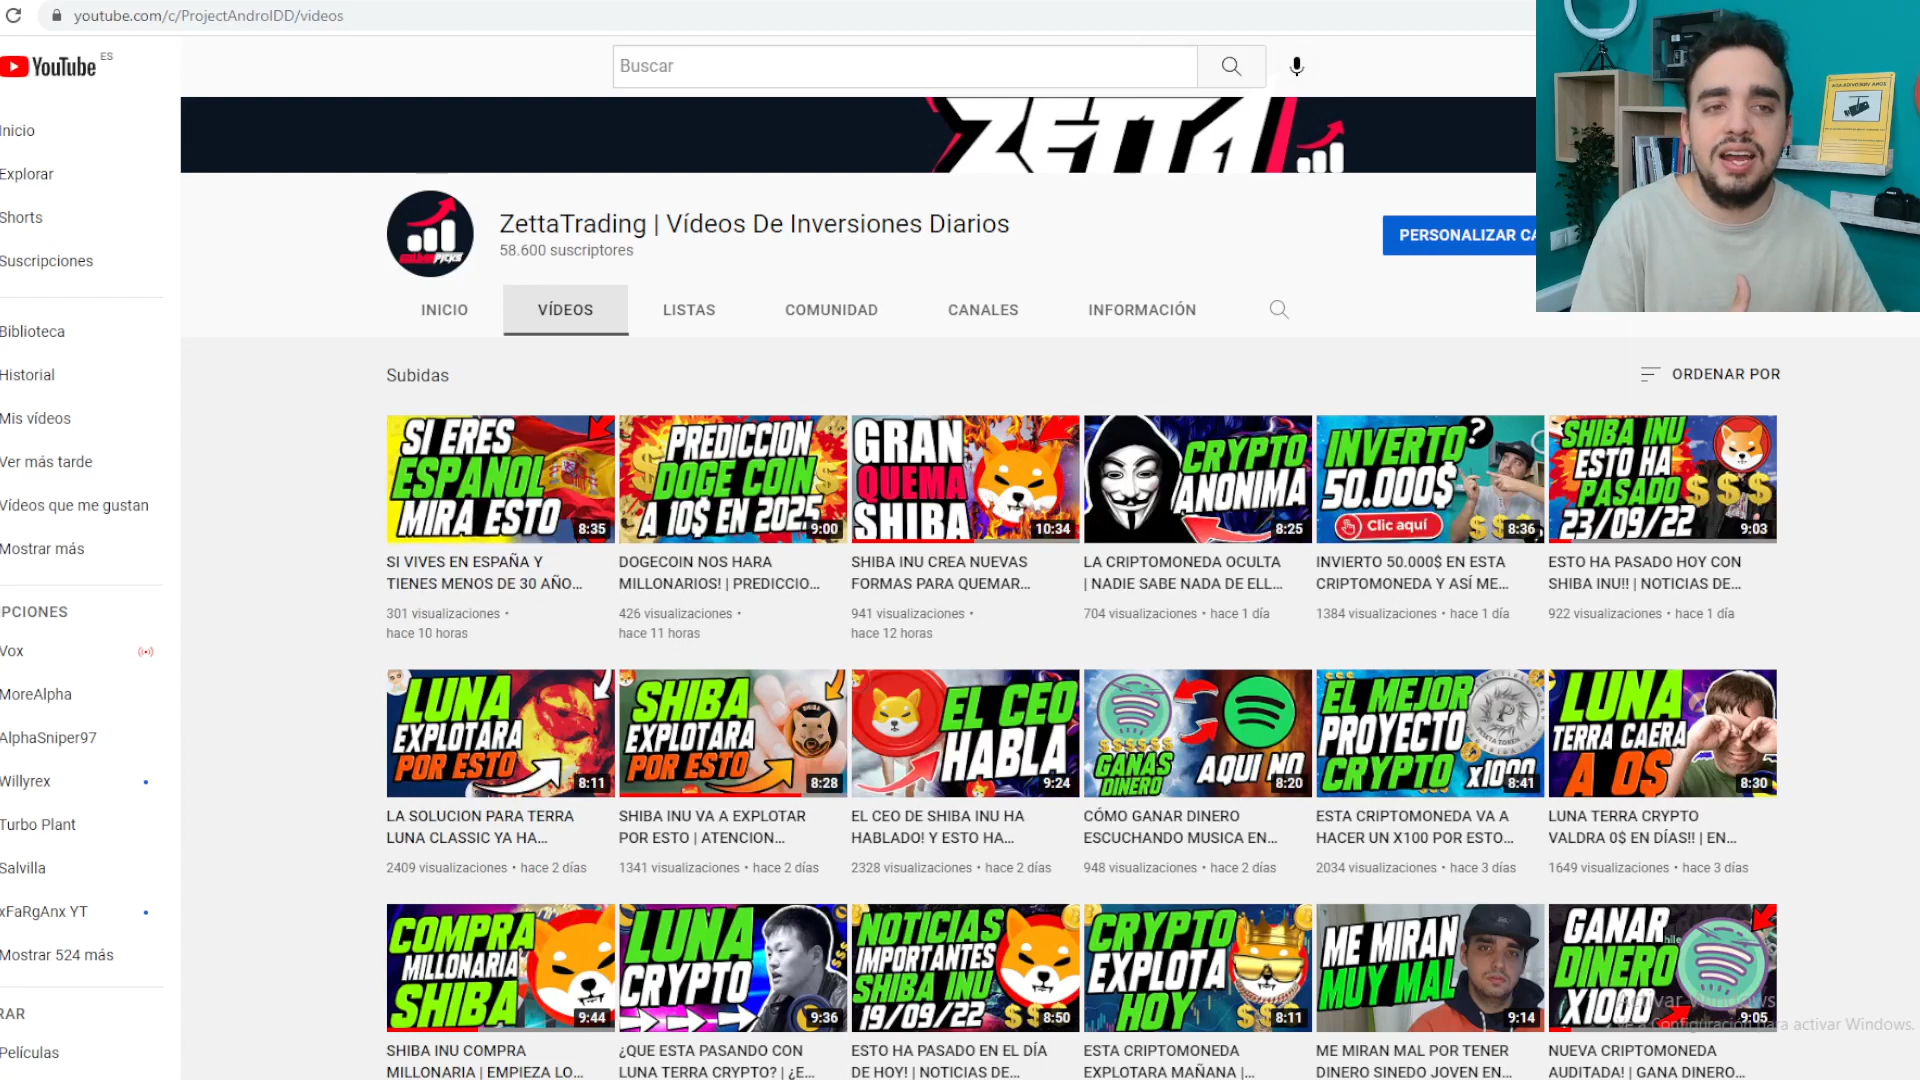 youtube.com/c/ProjectAndroIDD/videos
YouTube ES
Buscar
ZETTA
nicio
Explorar
Shorts
Suscripciones
Biblioteca
Historial
Mis vídeos
Ver más tarde
Vídeos que me gustan
Mostrar más
PCIONES
Vox
MoreAlpha
AlphaSniper97
Willyrex
Turbo Plant
Salvilla
xFaRgAnx YT
Mostrar 524 más
RAR
Películas
ZettaTrading | Vídeos De Inversiones Diarios
58.600 suscriptores
PERSONALIZAR CA
INICIO
VÍDEOS
LISTAS
COMUNIDAD
CANALES
INFORMACIÓN
Subidas
ORDENAR POR
SI ERES
ESPAÑOL
MIRA ESTO
8:35
SI VIVES EN ESPAÑA Y
TIENES MENOS DE 30 AÑO...
301 visualizaciones •
hace 10 horas
PREDICCION
DOGE COIN
A 10$ EN 2025
9:00
DOGECOIN NOS HARA
MILLONARIOS! | PREDICCIO...
426 visualizaciones •
hace 11 horas
GRAN
QUEMA
SHIBA
10:34
SHIBA INU CREA NUEVAS
FORMAS PARA QUEMAR...
941 visualizaciones •
hace 12 horas
CRYPTO
ANONIMA
8:25
LA CRIPTOMONEDA OCULTA
| NADIE SABE NADA DE ELL...
704 visualizaciones • hace 1 día
INVERTO ?
50.000$
Clic aquí
8:36
INVIERTO 50.000$ EN ESTA
CRIPTOMONEDA Y ASÍ ME...
1384 visualizaciones • hace 1 día
SHIBA INU
ESTO HA
PASADO
23/09/22
9:03
ESTO HA PASADO HOY CON
SHIBA INU!! | NOTICIAS DE...
922 visualizaciones • hace 1 día
LUNA
EXPLOTARA
POR ESTO
8:11
LA SOLUCION PARA TERRA
LUNA CLASSIC YA HA...
2409 visualizaciones • hace 2 días
SHIBA
EXPLOTARA
POR ESTO
8:28
SHIBA INU VA A EXPLOTAR
POR ESTO | ATENCION...
1341 visualizaciones • hace 2 días
EL CEO
HABLA
9:24
EL CEO DE SHIBA INU HA
HABLADO! Y ESTO HA...
2328 visualizaciones • hace 2 días
GANAS
DINERO
AQUI NO
8:20
CÓMO GANAR DINERO
ESCUCHANDO MUSICA EN...
948 visualizaciones • hace 2 días
EL MEJOR
PROYECTO
CRYPTO X1000
8:41
ESTA CRIPTOMONEDA VA A
HACER UN X100 POR ESTO...
2034 visualizaciones • hace 3 días
LUNA
TERRA CAERA
A 0$
8:30
LUNA TERRA CRYPTO
VALDRA 0$ EN DÍAS!! | EN...
1649 visualizaciones • hace 3 días
COMPRA
MILLONARIA
SHIBA
9:44
SHIBA INU COMPRA
MILLONARIA | EMPIEZA LO...
LUNA
CRYPTO
9:36
¿QUE ESTA PASANDO CON
LUNA TERRA CRYPTO? | ¿E...
NOTICIAS
IMPORTANTES
SHIBA INU
19/09/22
8:50
ESTO HA PASADO EN EL DÍA
DE HOY! | NOTICIAS DE...
CRYPTO
EXPLOTA
HOY
8:11
ESTA CRIPTOMONEDA
EXPLOTARA MAÑANA |...
ME MIRAN
MUY MAL
9:14
ME MIRAN MAL POR TENER
DINERO SINEDO JOVEN EN...
GANAR
DINERO
X1000
9:05
NUEVA CRIPTOMONEDA
AUDITADA! | GANA DINERO...
Activar Windows
Ve a Configuración para activar Windows.